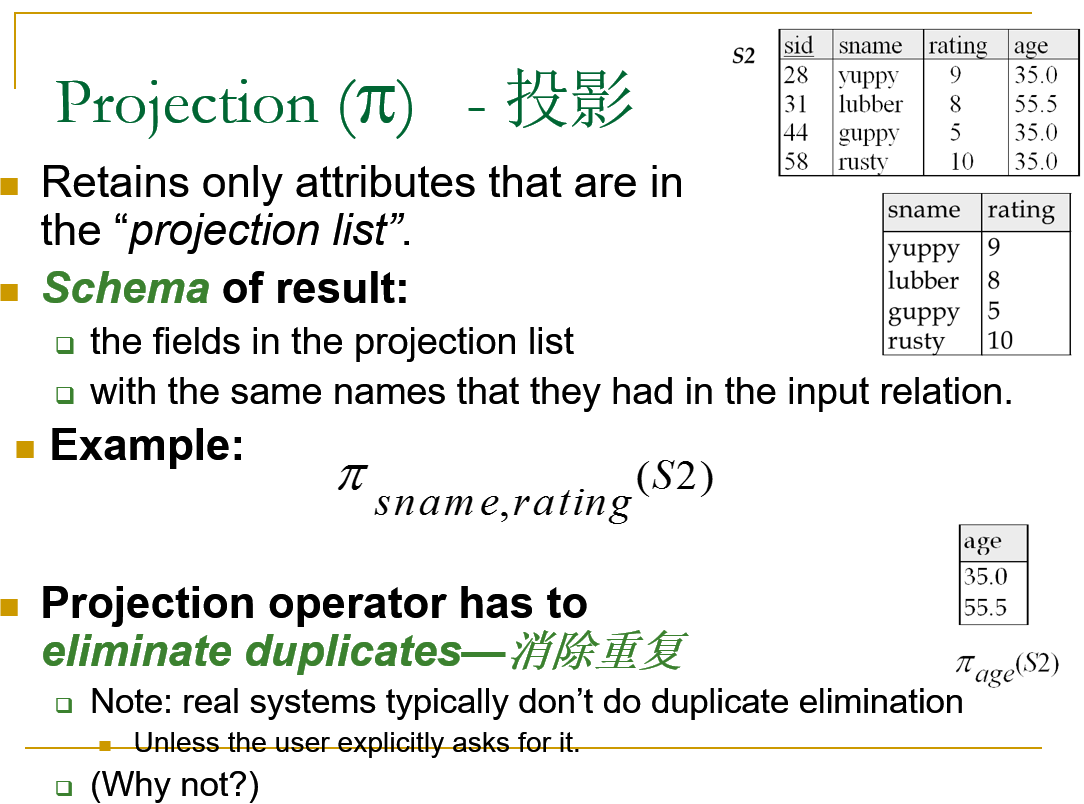 Projection (π) - 投影
S2
sid sname rating age
28 yuppy 9 35.0
31 lubber 8 55.5
44 guppy 5 35.0
58 rusty 10 35.0
Retains only attributes that are in
the “projection list”.
sname rating
yuppy 9
lubber 8
guppy 5
rusty 10
Schema of result:
the fields in the projection list
with the same names that they had in the input relation.
Example:
π sname,rating (S2)
age
35.0
55.5
π age (S2)
Projection operator has to
eliminate duplicates—消除重复
Note: real systems typically don’t do duplicate elimination
Unless the user explicitly asks for it.
(Why not?)